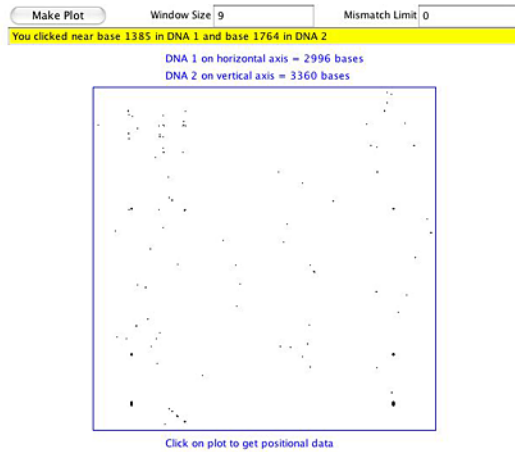 Make Plot Window Size 9 Mismatch Limit 0
You clicked near base 1385 in DNA 1 and base 1764 in DNA 2
DNA 1 on horizontal axis = 2996 bases
DNA 2 on vertical axis = 3360 bases
Click on plot to get positional data